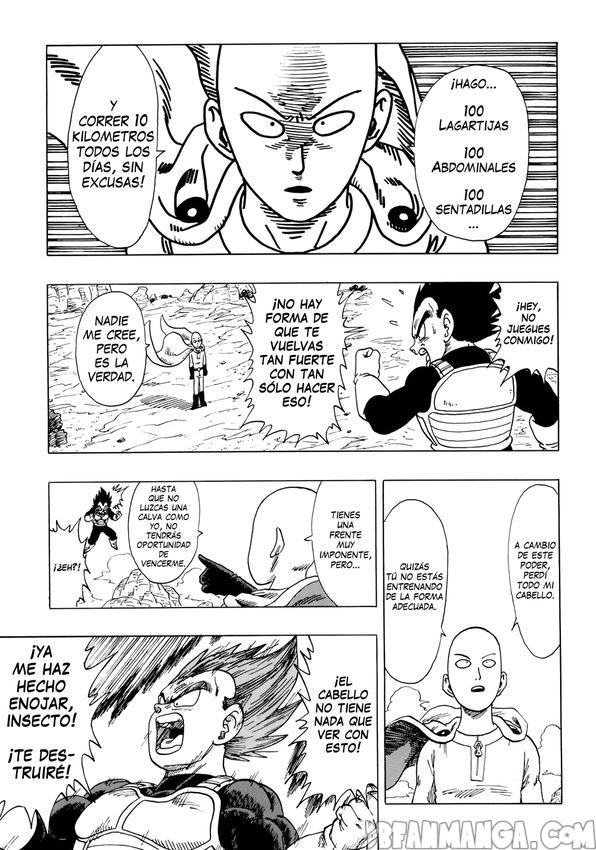 ¡HAGO...
100
LAGARTIJAS
100
ABDOMINALES
100
SENTADILLAS
...
Y
CORRER 10
KILOMETROS
TODOS LOS
DÍAS, SIN
EXCUSAS!
¡HEY,
NO
JUEGUES
CONMIGO!
¡NO HAY
FORMA
DE QUE TE
VUELVAS
TAN FUERTE
CON TAN
SÓLO HACER
ESO!
NADIE
ME CREE,
PERO ES
LA VERDAD.
A CAMBIO
DE ESTE
PODER,
PERDÍ
TODO MI
CABELLO.
QUIZÁS
TÚ NO ESTÁS
ENTRENANDO
DE LA FORMA
ADECUADA.
TIENES
UNA
FRENTE
MUY
IMPONENTE,
PERO...
HASTA
QUE NO
LUZCAS UNA
CALVA COMO
YO, NO
TENDRÁS
OPORTUNIDAD
DE
VENCERME.
¡¿EH?!
¡EL
CABELLO
NO TIENE
NADA QUE
VER CON
ESTO!
¡YA
ME HAZ
HECHO
ENOJAR,
INSECTO!
¡TE DES-
TRUIRÉ!
DBFANMANGA.COM